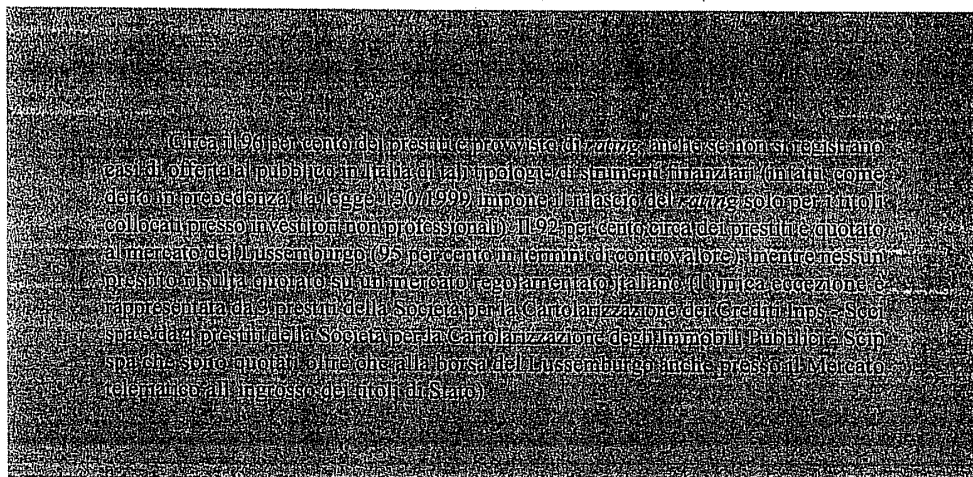 Circa il 96 per cento dei prestiti è provvisto di rating, anche se non si registrano
casi di offerta al pubblico in Italia di tali tipologie di strumenti finanziari (infatti, come
detto in precedenza, la legge 130/1999 impone il rilascio del rating solo per i titoli
collocati presso investitori non professionali). Il 92 per cento circa dei prestiti è quotato
al mercato del Lussemburgo (95 per cento in termini di controvalore), mentre nessun
prestito risulta quotato su un mercato regolamentato italiano (l'unica eccezione è
rappresentata da 3 prestiti della Società per la Cartolarizzazione dei Crediti Inps - Scci
spa e da 4 prestiti della Società per la Cartolarizzazione degli Immobili Pubblici - Scip
spa che sono quotati oltre che alla borsa del Lussemburgo anche presso il Mercato
telematico all'ingrosso dei titoli di Stato).